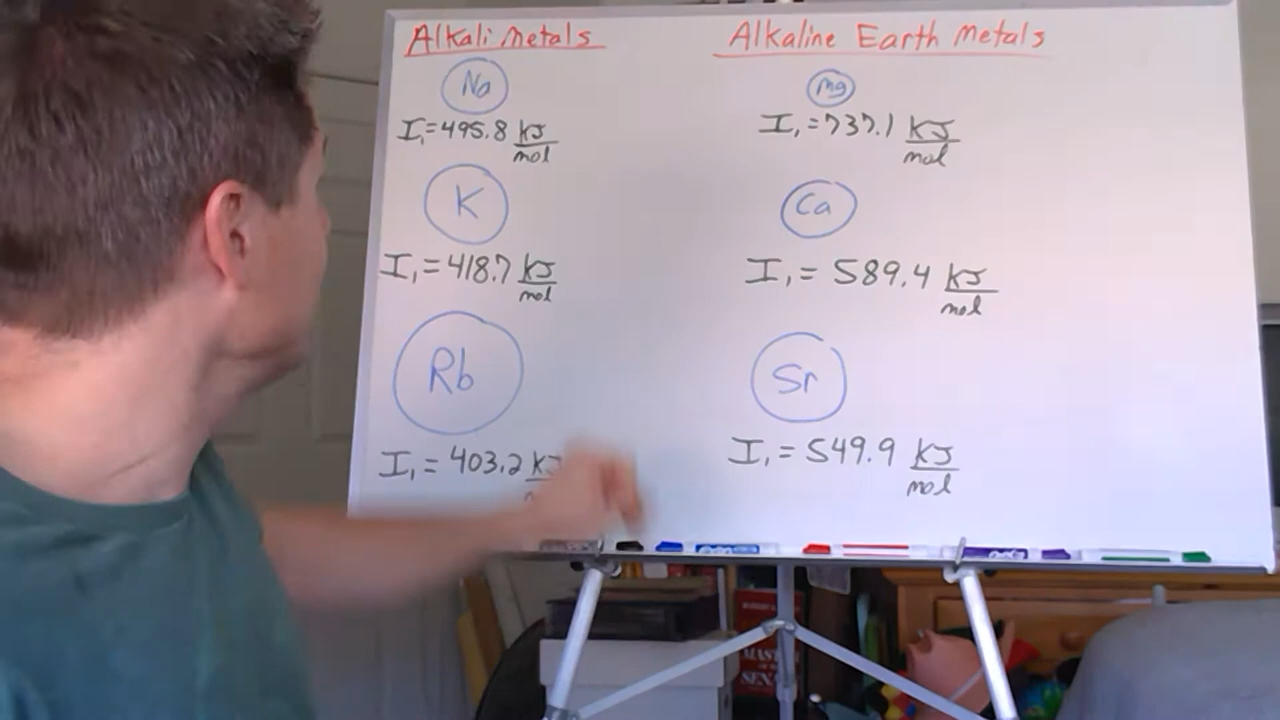 Alkali Metals
Na
I₁=495.8 kJ/mol
K
I₁=418.7 kJ/mol
Rb
I₁=403.2 kJ
Alkaline Earth Metals
Mg
I₁=737.1 kJ/mol
Ca
I₁=589.4 kJ/mol
Sr
I₁=549.9 kJ/mol